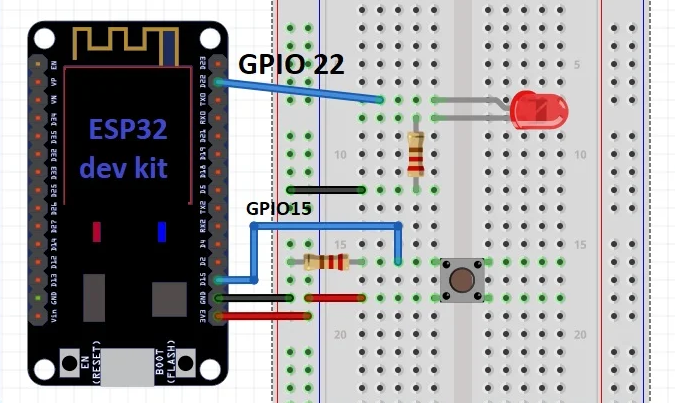 GPIO 22
ESP32
dev kit
GPIO15
EN
VP
VN
D34
D35
D32
D33
D25
D26
D27
D14
D12
D13
GND
Vin
D23
D22
TX0
RX0
D21
D19
D18
D5
TX2
RX2
D4
D2
D15
GND
3V3
EN
(RESET)
BOOT
(FLASH)
5
10
10
15
15
20
20